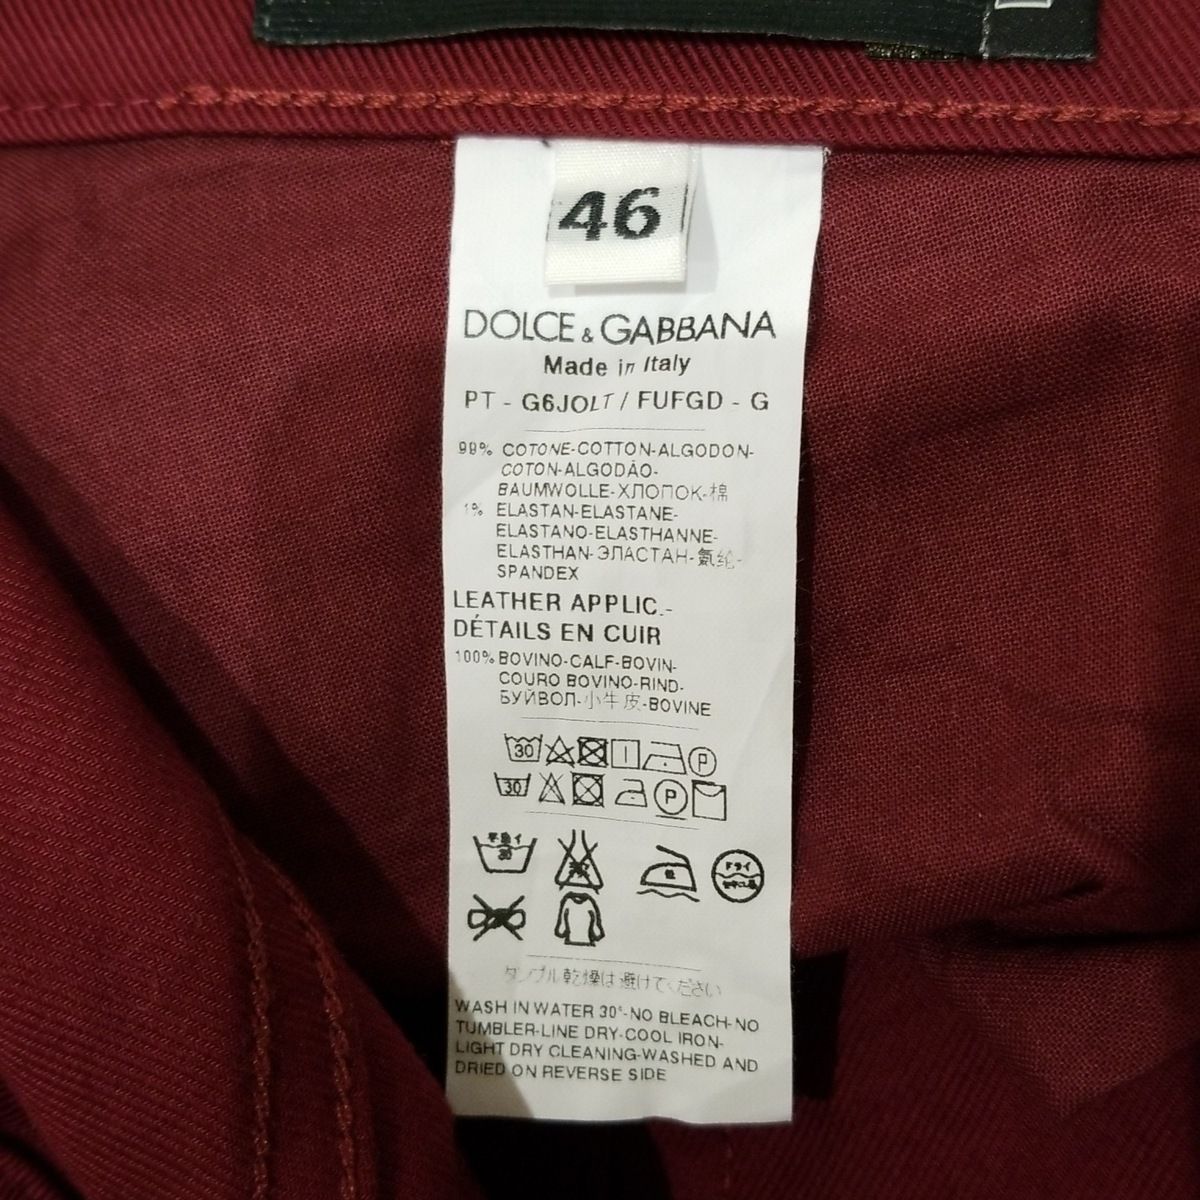 46
DOLCE & GABBANA
Made in Italy
PT - G6JOLT / FUFGD - G
99% COTONE-COTTON-ALGODON-
COTON-ALGODÃO-
BAUMWOLLE-ХЛОПОК-棉
1% ELASTAN-ELASTANE-
ELASTANO-ELASTHANNE-
ELASTHAN-ЭЛАСТАН-氨纶-
SPANDEX
LEATHER APPLIC.-
DÉTAILS EN CUIR
100% BOVINO-CALF-BOVIN-
COURO BOVINO-RIND-
БУЙВОЛ-小牛皮-BOVINE
30 P
30 P
30 低 ドライ
タンブル乾燥は避けてください
WASH IN WATER 30°-NO BLEACH-NO
TUMBLER-LINE DRY-COOL IRON-
LIGHT DRY CLEANING-WASHED AND
DRIED ON REVERSE SIDE